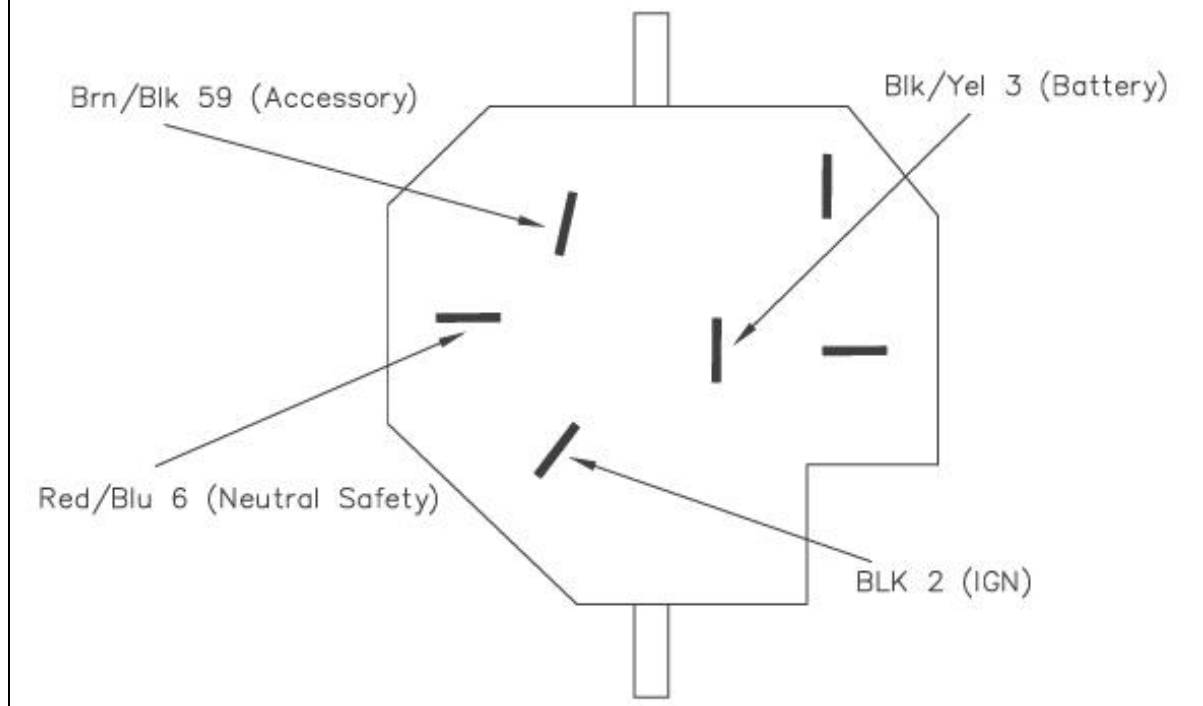 Brn/Blk 59 (Accessory)
Blk/Yel 3 (Battery)
Red/Blu 6 (Neutral Safety)
BLK 2 (IGN)